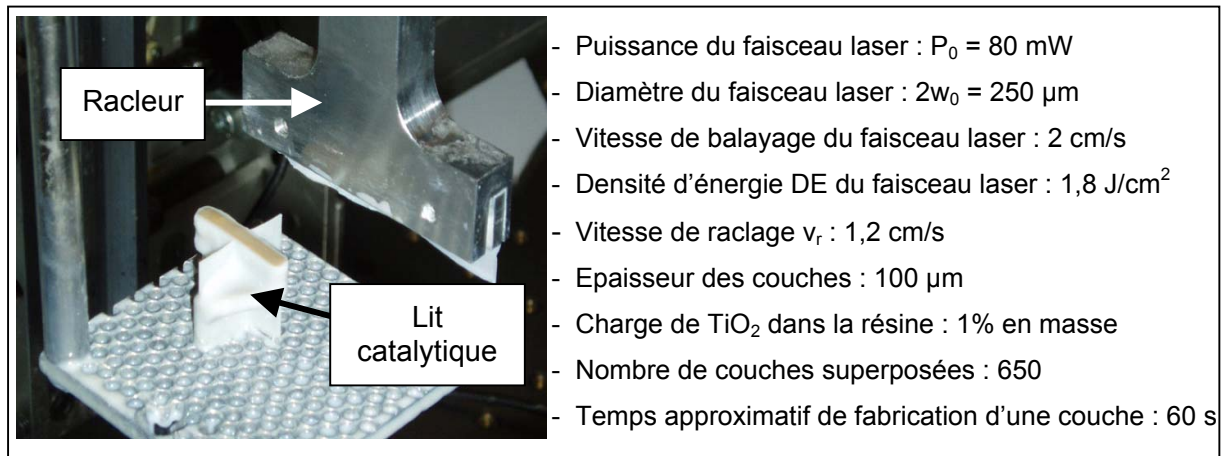 Racleur
Lit
catalytique
- Puissance du faisceau laser : P₀ = 80 mW
- Diamètre du faisceau laser : 2w₀ = 250 µm
- Vitesse de balayage du faisceau laser : 2 cm/s
- Densité d’énergie DE du faisceau laser : 1,8 J/cm²
- Vitesse de raclage vᵣ : 1,2 cm/s
- Epaisseur des couches : 100 µm
- Charge de TiO₂ dans la résine : 1% en masse
- Nombre de couches superposées : 650
- Temps approximatif de fabrication d’une couche : 60 s